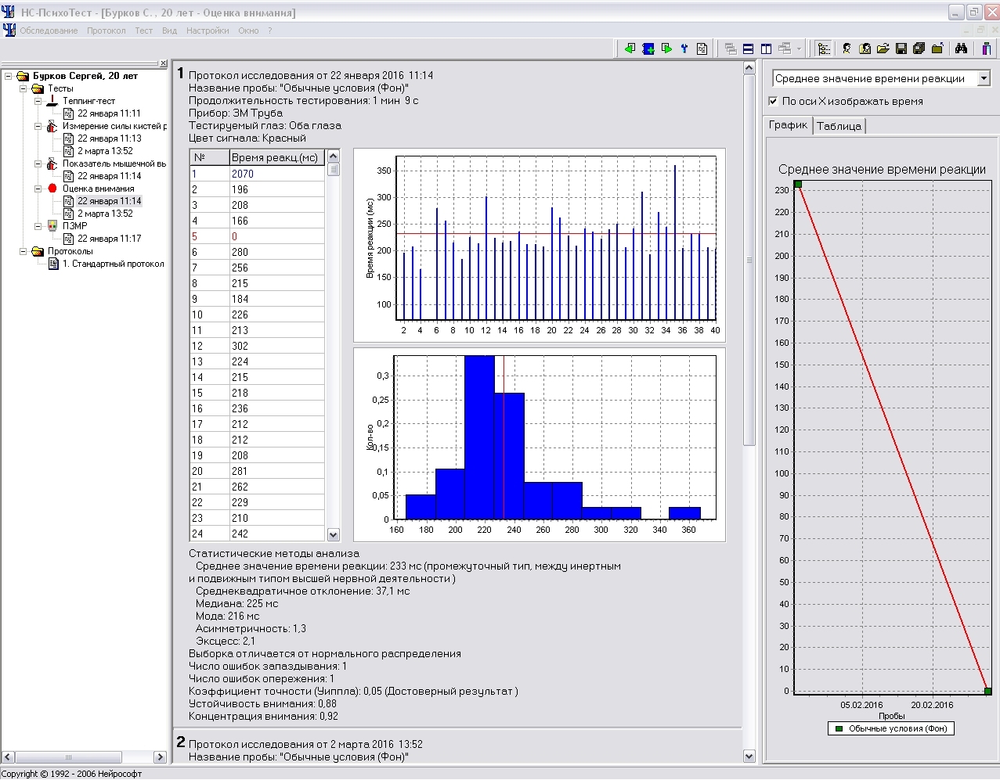 НС-ПсихоТест - [Бурков С. , 20 лет - Оценка внимания]
Обследование Протокол Тест Вид Настройки Окно ?
Бурков Сергей, 20 лет
Тесты
Теппинг-тест
22 января 11:11
Измерение силы кистей р
22 января 11:13
2 марта 13:52
Показатель мышечной вы
22 января 11:14
Оценка внимания
22 января 11:14
2 марта 13:52
ПЗМР
22 января 11:17
Протоколы
1. Стандартный протокол
1 Протокол исследования от 22 января 2016 11:14
Название пробы: "Обычные условия (Фон)"
Продолжительность тестирования: 1 мин 9 с
Прибор: ЗМ Труба
Тестируемый глаз: Оба глаза
Цвет сигнала: Красный
№ Время реакц.(мс)
1 2070
2 196
3 208
4 166
5 0
6 280
7 256
8 215
9 184
10 226
11 213
12 302
13 224
14 215
15 218
16 236
17 212
18 212
19 208
20 281
21 262
22 229
23 210
24 242
Время реакции (мс)
350
300
250
200
150
100
2 4 6 8 10 12 14 16 18 20 22 24 26 28 30 32 34 36 38 40
Кол-во
0,3
0,25
0,2
0,15
0,1
0,05
0
160 180 200 220 240 260 280 300 320 340 360
Статистические методы анализа
Среднее значение времени реакции: 233 мс (промежуточный тип, между инертным
и подвижным типом высшей нервной деятельности )
Среднеквадратичное отклонение: 37,1 мс
Медиана: 225 мс
Мода: 216 мс
Асимметричность: 1,3
Эксцесс: 2,1
Выборка отличается от нормального распределения
Число ошибок запаздывания: 1
Число ошибок опережения: 1
Коэффициент точности (Уиппла): 0,05 (Достоверный результат )
Устойчивость внимания: 0,88
Концентрация внимания: 0,92
2 Протокол исследования от 2 марта 2016 13:52
Название пробы: "Обычные условия (Фон)"
Среднее значение времени реакции
По оси X изображать время
График Таблица
Среднее значение времени реакции
230
220
210
200
190
180
170
160
150
140
130
120
110
100
90
80
70
60
50
40
30
20
10
0
05.02.2016 20.02.2016
Пробы
Обычные условия (Фон)
Copyright © 1992 - 2006 Нейрософт